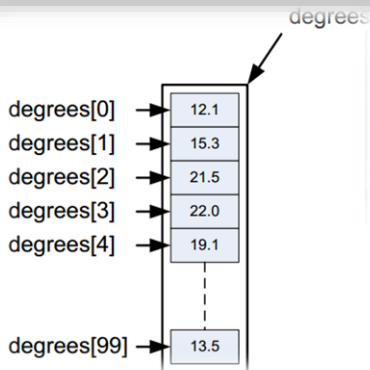 degrees
degrees[0] 12.1
degrees[1] 15.3
degrees[2] 21.5
degrees[3] 22.0
degrees[4] 19.1
degrees[99] 13.5